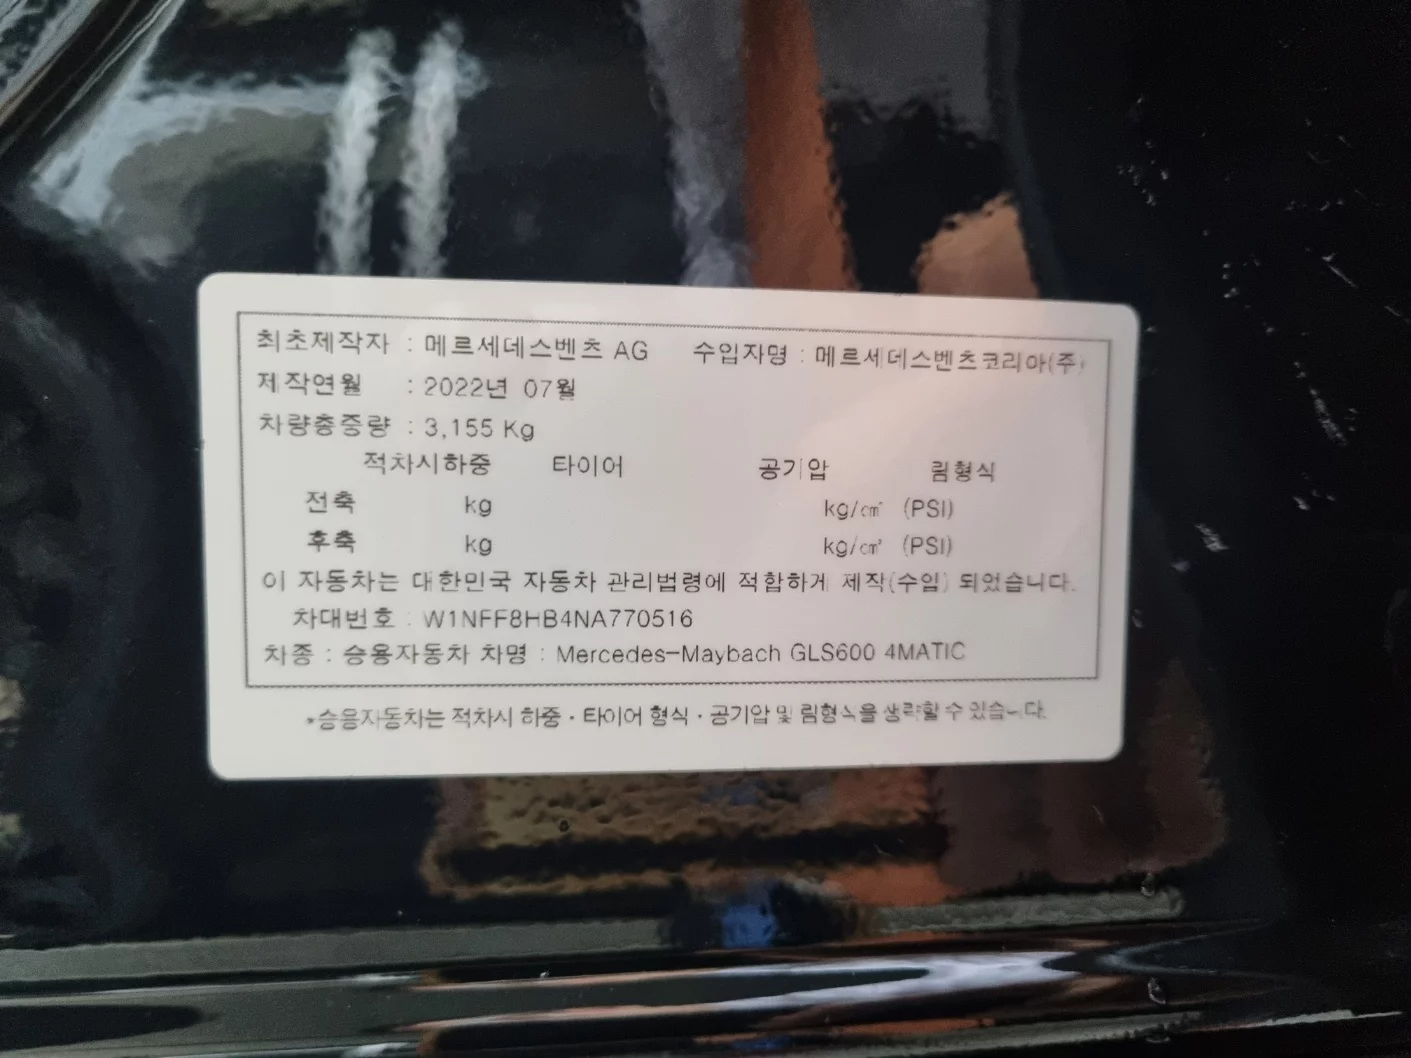 최초제작자 : 메르세데스벤츠 AG 수입자명 : 메르세데스벤츠코리아(주)
제작연월 : 2022년 07월
차량총중량 : 3,155 Kg
적차시하중 타이어 공기압 림형식
전축 kg kg/㎠ (PSI)
후축 kg kg/㎠ (PSI)
이 자동차는 대한민국 자동차 관리법령에 적합하게 제작(수입) 되었습니다.
차대번호 : W1NFF8HB4NA770516
차종 : 승용자동차 차명 : Mercedes-Maybach GLS600 4MATIC
*승용자동차는 적차시 하중 · 타이어 형식 · 공기압 및 림형식을 생략할 수 있습니다.